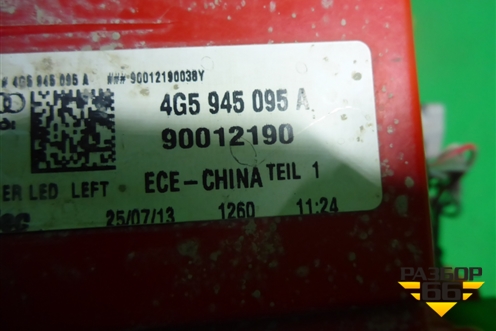 # 4G5 945 095 A ### 90012190038Y
4G5 945 095 A
90012190
ER LED LEFT ECE-CHINA TEIL 1
25/07/13 1260 11:24
РАЗБОР
66